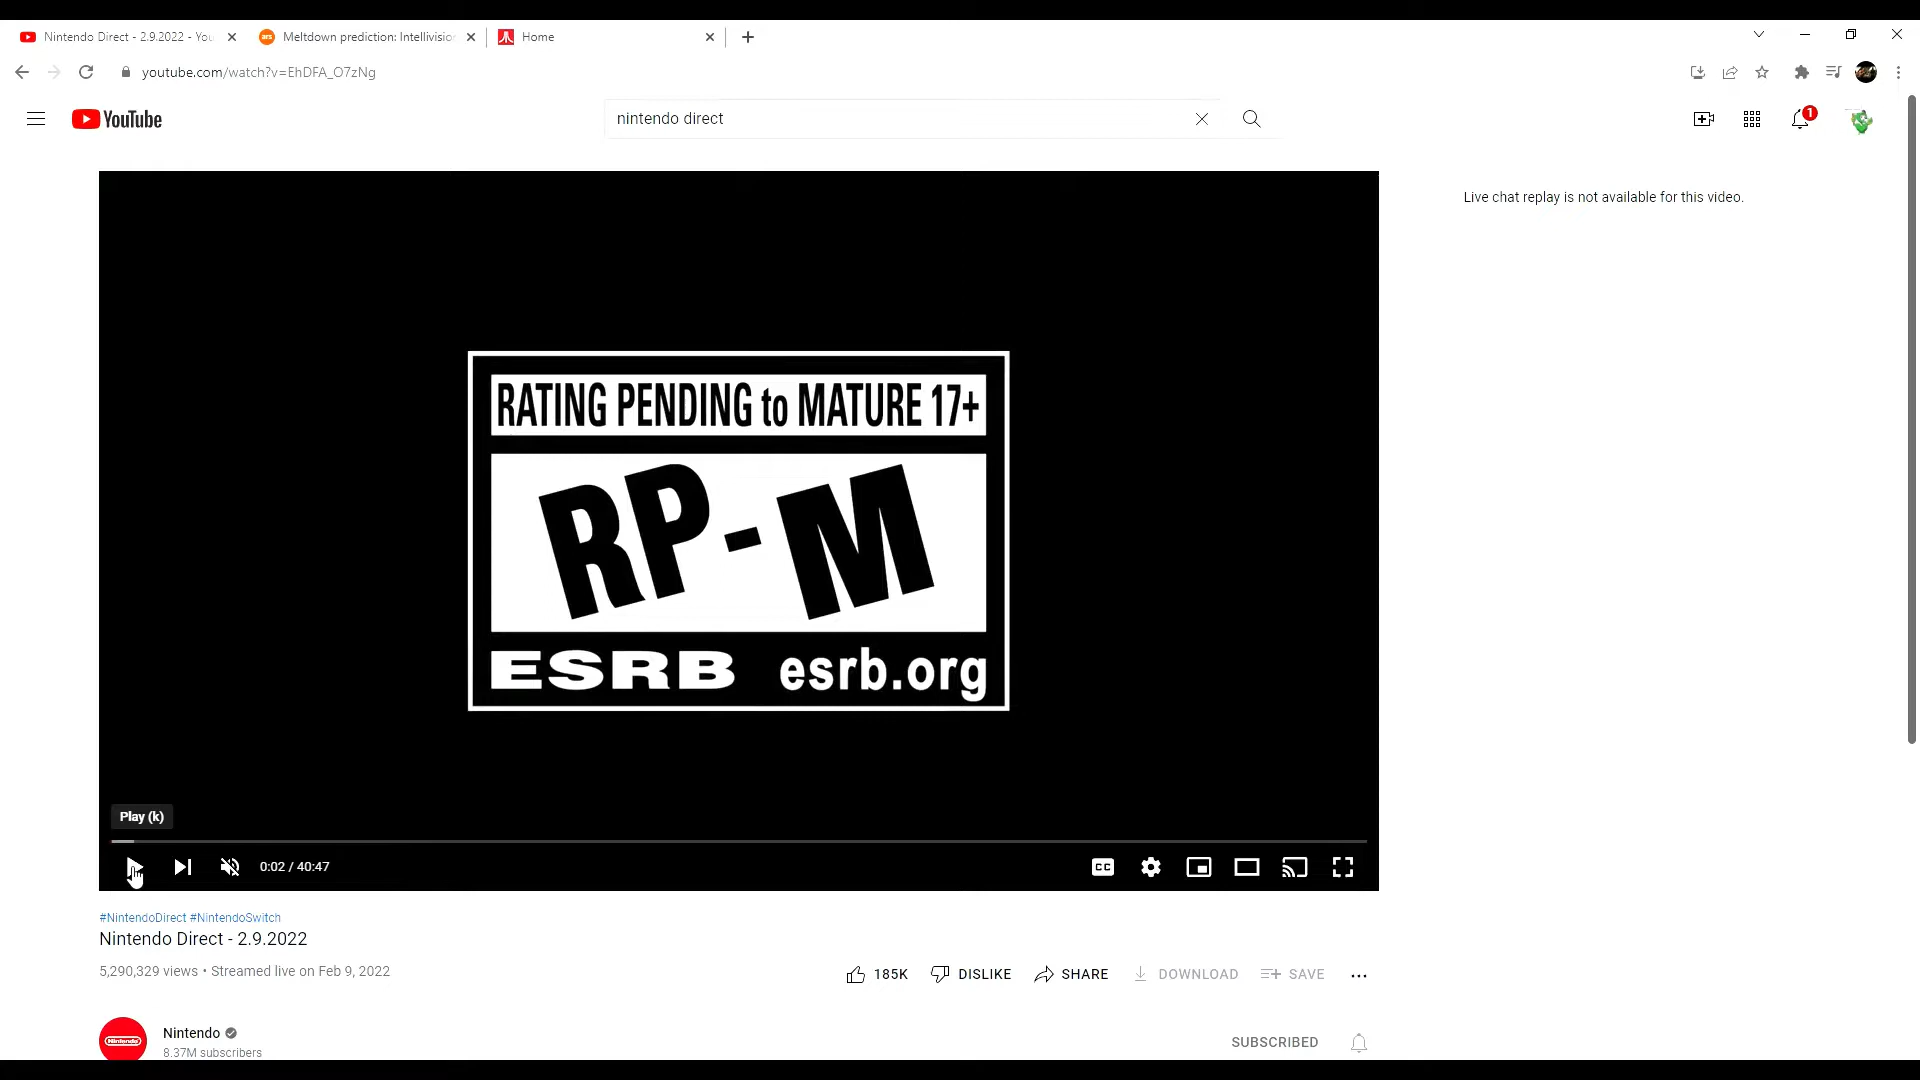 Nintendo Direct - 2.9.2022 - You
Meltdown prediction: Intellivision
Home
youtube.com/watch?v=EhDFA_O7zNg
YouTube
nintendo direct
1
Live chat replay is not available for this video.
RATING PENDING to MATURE 17+
RP-M
ESRB esrb.org
Play (k)
0:02 / 40:47
CC
#NintendoDirect #NintendoSwitch
Nintendo Direct - 2.9.2022
5,290,329 views • Streamed live on Feb 9, 2022
185K DISLIKE SHARE DOWNLOAD SAVE
Nintendo
Nintendo
8.37M subscribers
SUBSCRIBED